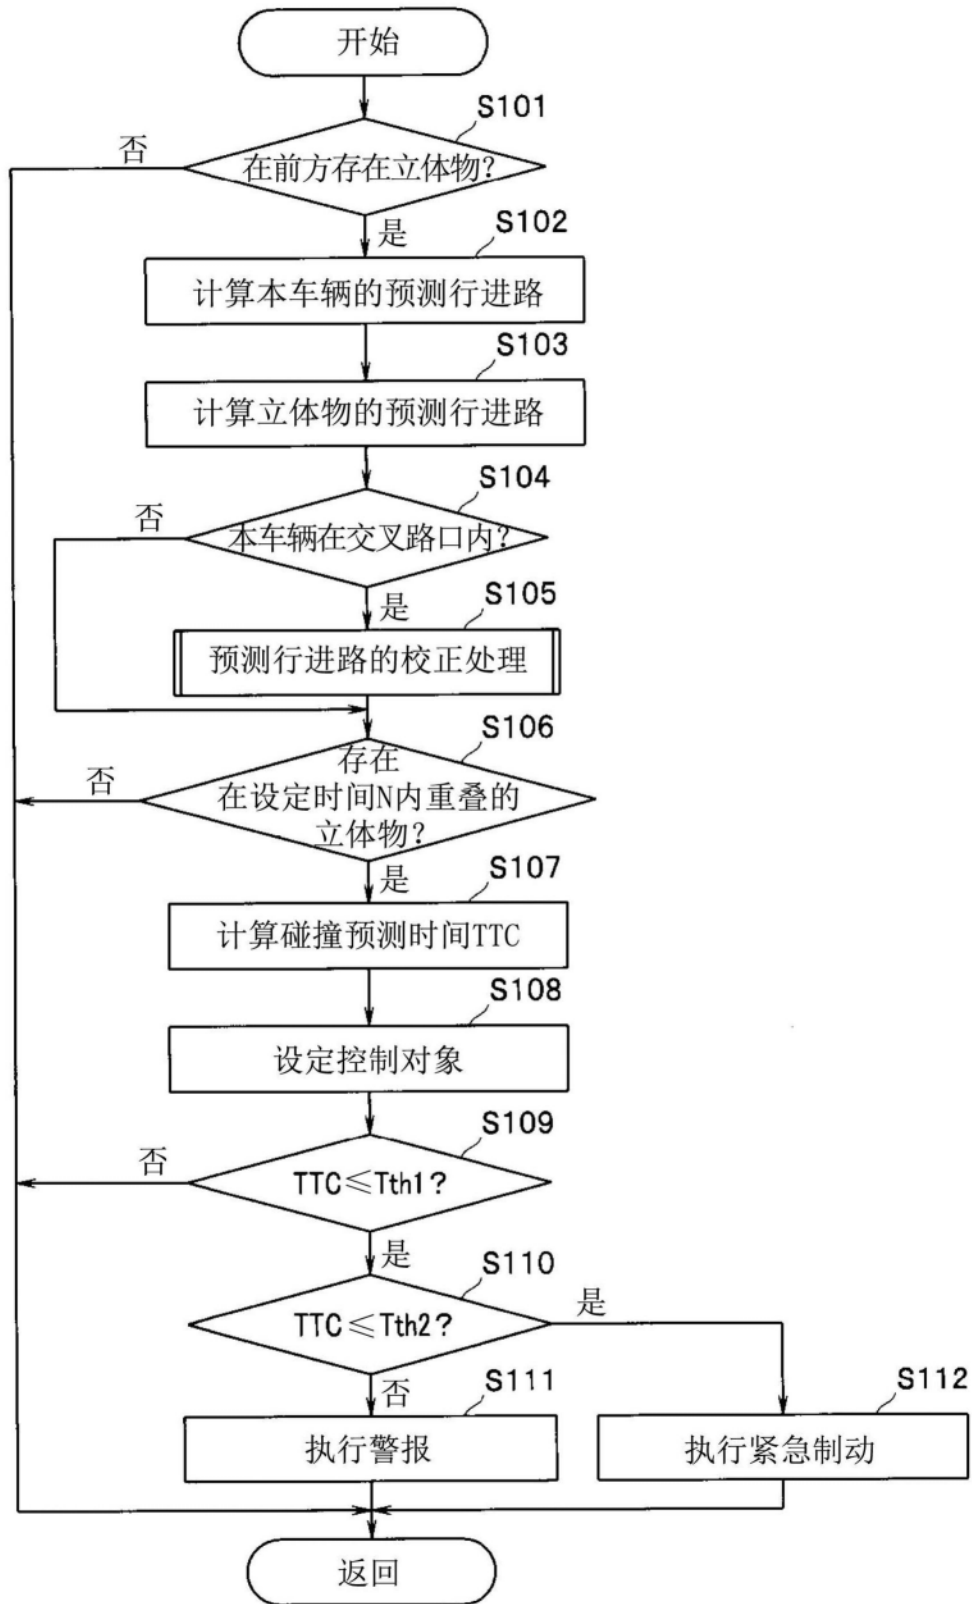 开始
S101
否
在前方存在立体物?
是
S102
计算本车辆的预测行进路
S103
计算立体物的预测行进路
S104
否
本车辆在交叉路口内?
是
S105
预测行进路的校正处理
S106
否
存在
在设定时间N内重叠的
立体物?
是
S107
计算碰撞预测时间TTC
S108
设定控制对象
S109
否
TTC≦Tth1?
是
S110
TTC≦Tth2?
是
否
S111
执行警报
S112
执行紧急制动
返回